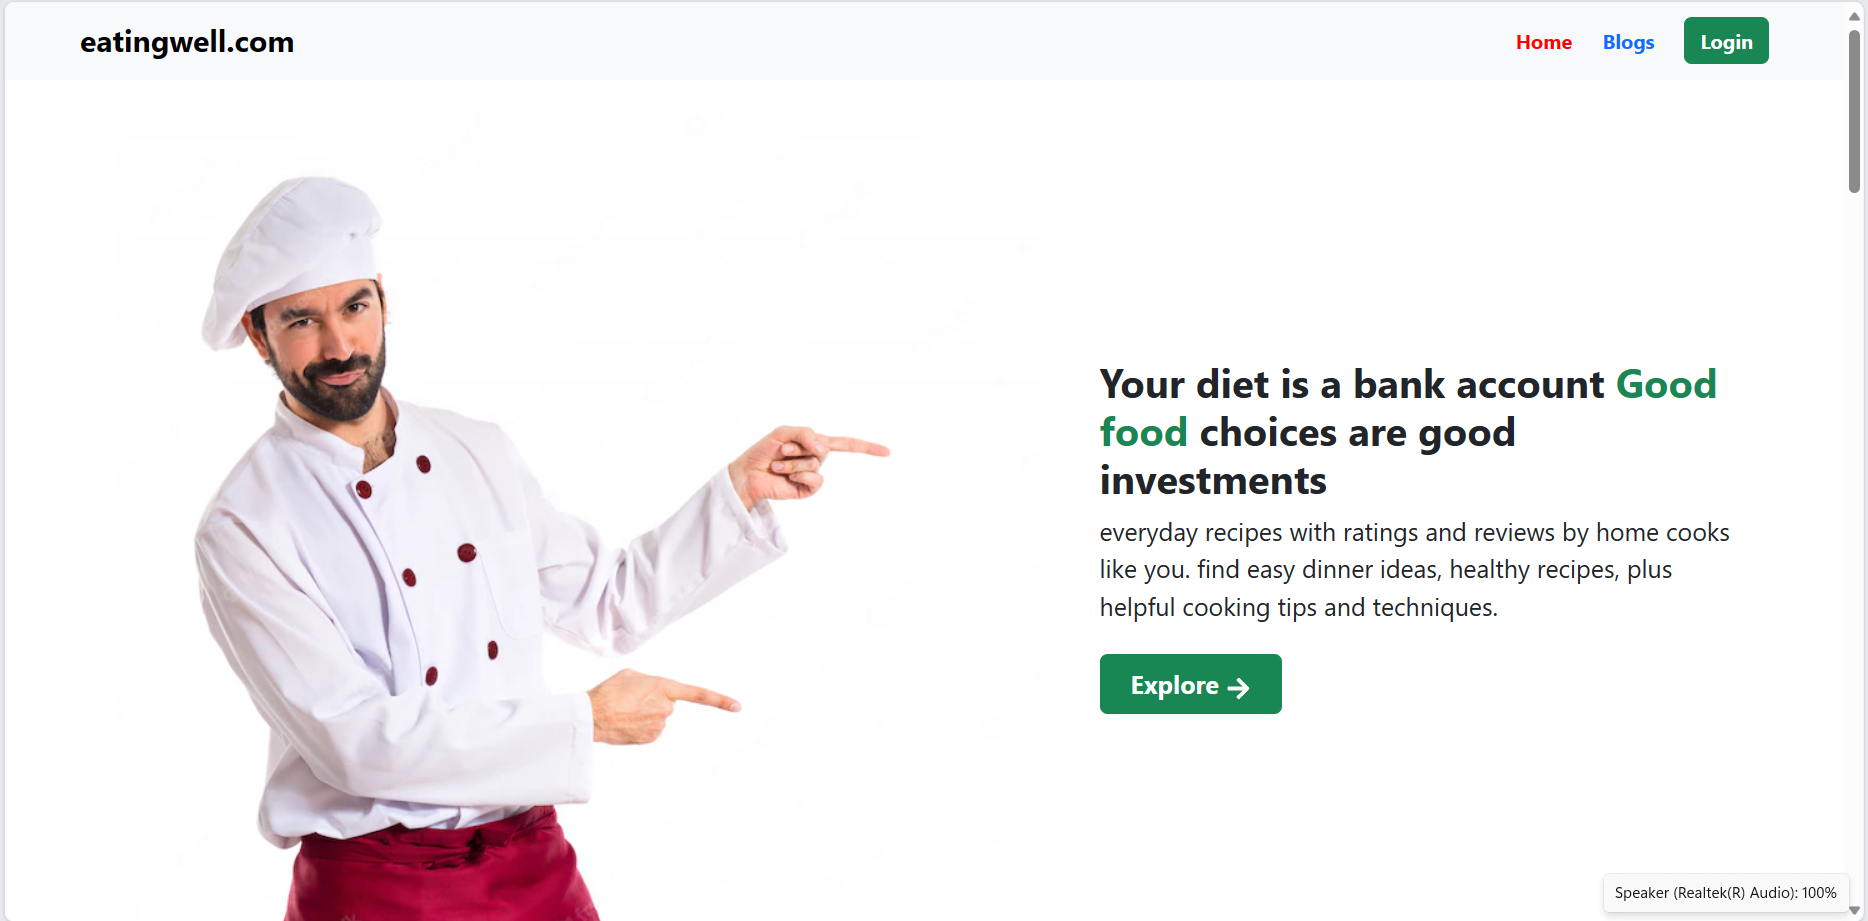 eatingwell.com
Home Blogs Login
Your diet is a bank account Good
food choices are good
investments
everyday recipes with ratings and reviews by home cooks
like you. find easy dinner ideas, healthy recipes, plus
helpful cooking tips and techniques.
Explore →
Speaker (Realtek(R) Audio): 100%